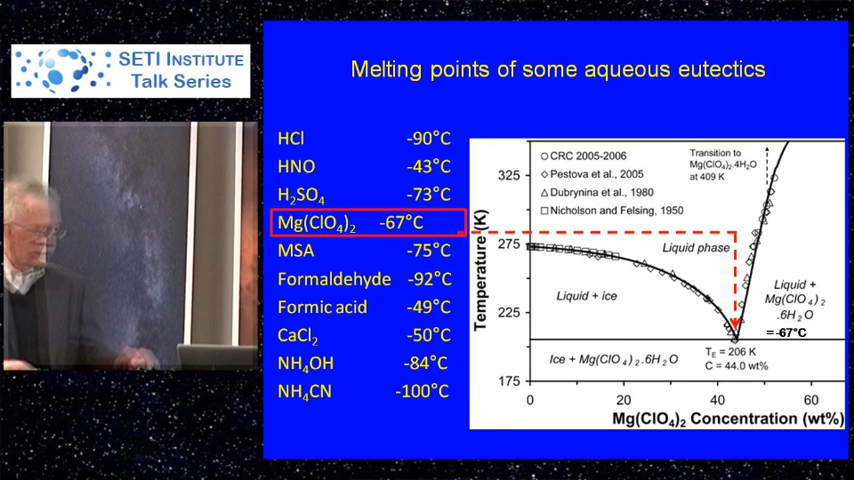 SETI INSTITUTE
Talk Series
Melting points of some aqueous eutectics
HCl -90°C
HNO -43°C
H₂SO₄ -73°C
Mg(ClO₄)₂ -67°C
MSA -75°C
Formaldehyde -92°C
Formic acid -49°C
CaCl₂ -50°C
NH₄OH -84°C
NH₄CN -100°C
CRC 2005-2006
Pestova et al., 2005
Dubrynina et al., 1980
Nicholson and Felsing, 1950
Transition to
Mg(ClO₄)₂.4H₂O
at 409 K
Temperature (K)
325
275
225
175
Liquid phase
Liquid + ice
Liquid +
Mg(ClO₄)₂
.6H₂O
= -67°C
Ice + Mg(ClO₄)₂.6H₂O
T_E = 206 K
C = 44.0 wt%
0 20 40 60
Mg(ClO₄)₂ Concentration (wt%)